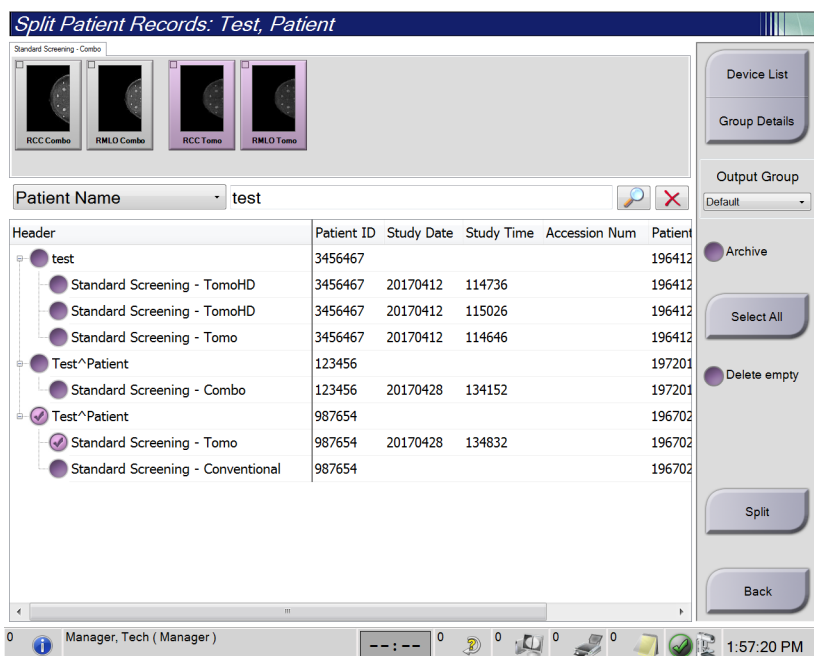 Split Patient Records: Test, Patient
Standard Screening - Combo
RCC Combo
RMLO Combo
RCC Tomo
RMLO Tomo
Device List
Group Details
Output Group
Default
Patient Name
test
Header Patient ID Study Date Study Time Accession Num Patient
test 3456467 196412
Standard Screening - TomoHD 3456467 20170412 114736 196412
Standard Screening - TomoHD 3456467 20170412 115026 196412
Standard Screening - Tomo 3456467 20170412 114646 196412
Test^Patient 123456 197201
Standard Screening - Combo 123456 20170428 134152 197201
Test^Patient 987654 196702
Standard Screening - Tomo 987654 20170428 134832 196702
Standard Screening - Conventional 987654 196702
Archive
Select All
Delete empty
Split
Back
0 Manager, Tech ( Manager ) --:-- 0 0 0 0 1:57:20 PM